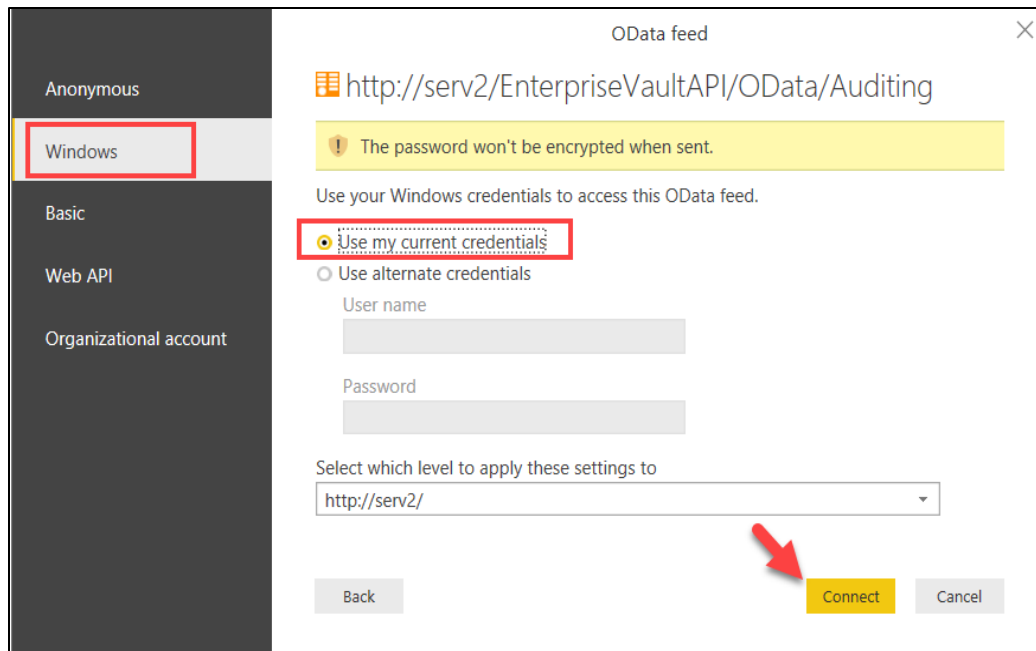 OData feed
http://serv2/EnterpriseVaultAPI/OData/Auditing
Anonymous
Windows
Basic
Web API
Organizational account
The password won't be encrypted when sent.
Use your Windows credentials to access this OData feed.
Use my current credentials
Use alternate credentials
User name
Password
Select which level to apply these settings to
http://serv2/
Back
Connect
Cancel